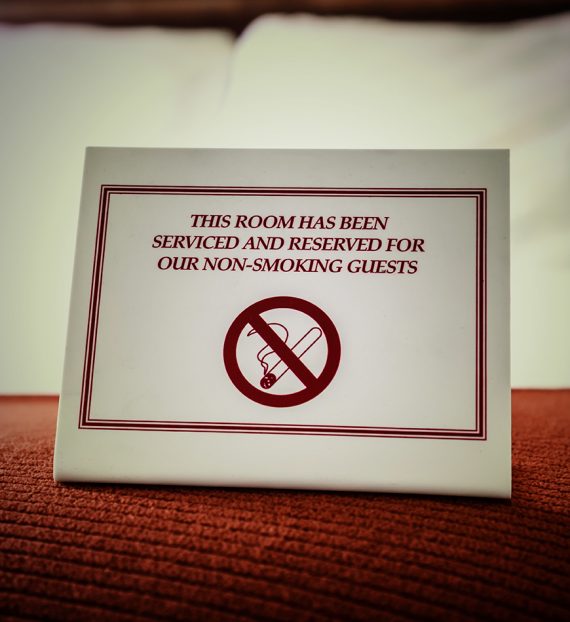 THIS ROOM HAS BEEN
SERVICED AND RESERVED FOR
OUR NON-SMOKING GUESTS